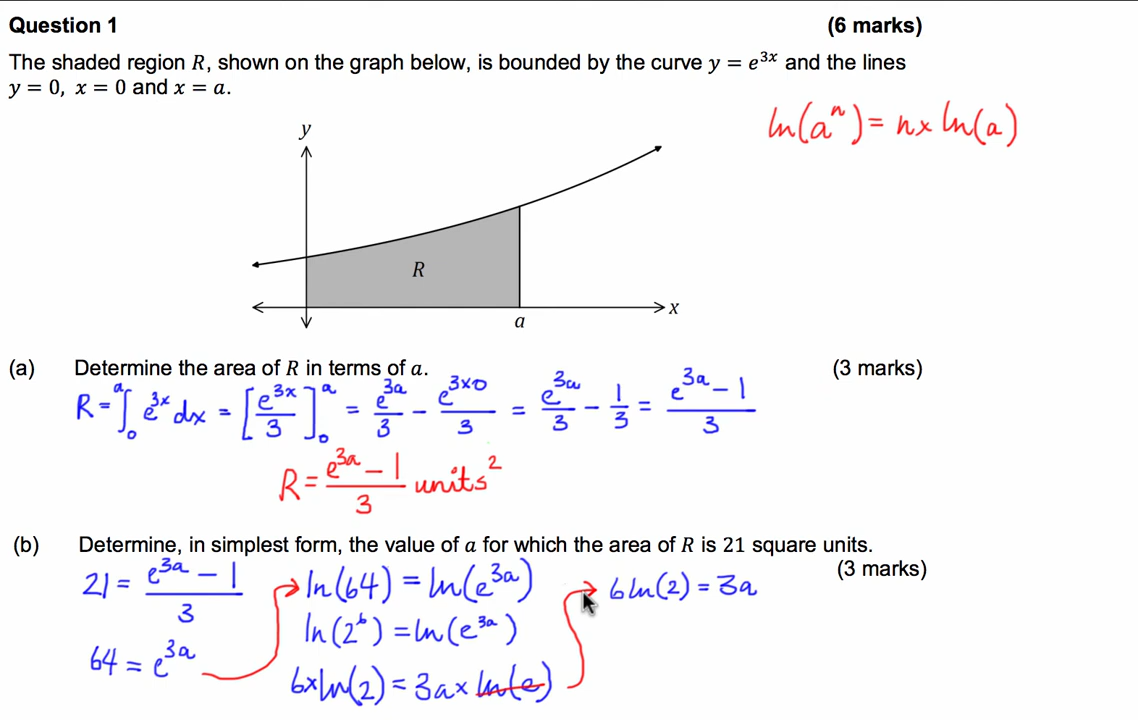 Question 1 (6 marks)
The shaded region R, shown on the graph below, is bounded by the curve y = e^{3x} and the lines
y = 0, x = 0 and x = a.
ln(a^n) = n× ln(a)
y
R
x
a
(a) Determine the area of R in terms of a. (3 marks)
R = ∫_0^a e^{3x} dx = [e^{3x}/3]_0^a = e^{3a}/3 − e^{3×0}/3 = e^{3a}/3 − 1/3 = (e^{3a} − 1)/3
R = (e^{3a} − 1)/3 units²
(b) Determine, in simplest form, the value of a for which the area of R is 21 square units.
(3 marks)
21 = (e^{3a} − 1)/3
64 = e^{3a}
ln(64) = ln(e^{3a})
ln(2^6) = ln(e^{3a})
6×ln(2) = 3a× ln(e)
6ln(2) = 3a